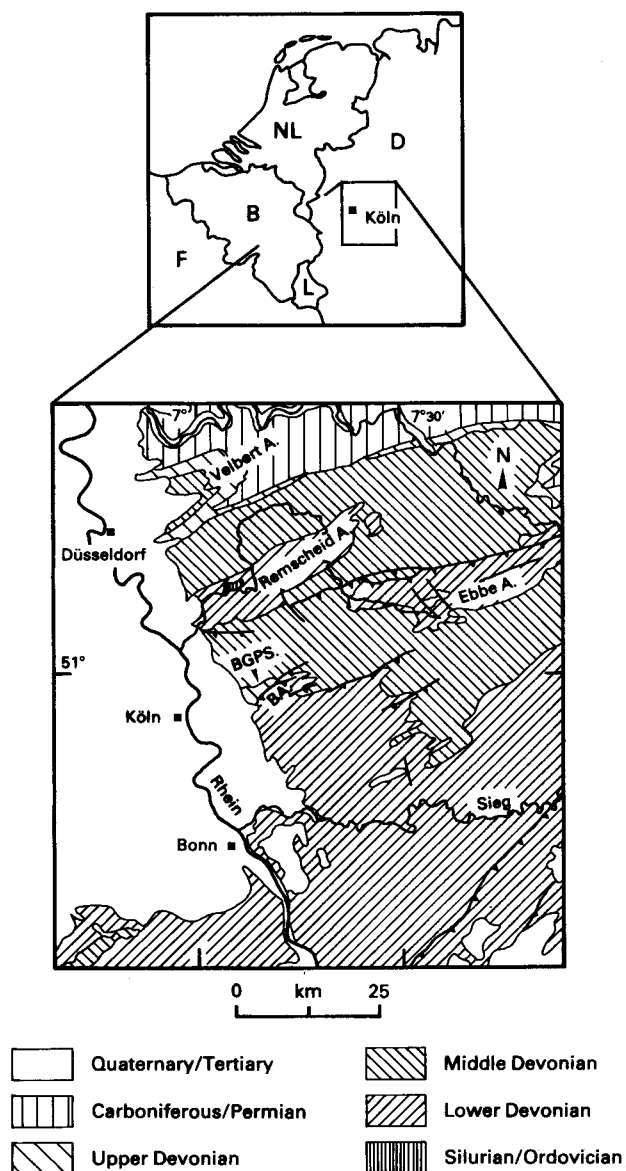 NL
D
Köln
B
F
L
7°
7°30'
Velbert A.
N
Düsseldorf
Remscheid A.
Ebbe A.
BGPS.
51°
BA.
Köln
Rhein
Sieg
Bonn
0 km 25
Quaternary/Tertiary
Carboniferous/Permian
Upper Devonian
Middle Devonian
Lower Devonian
Silurian/Ordovician